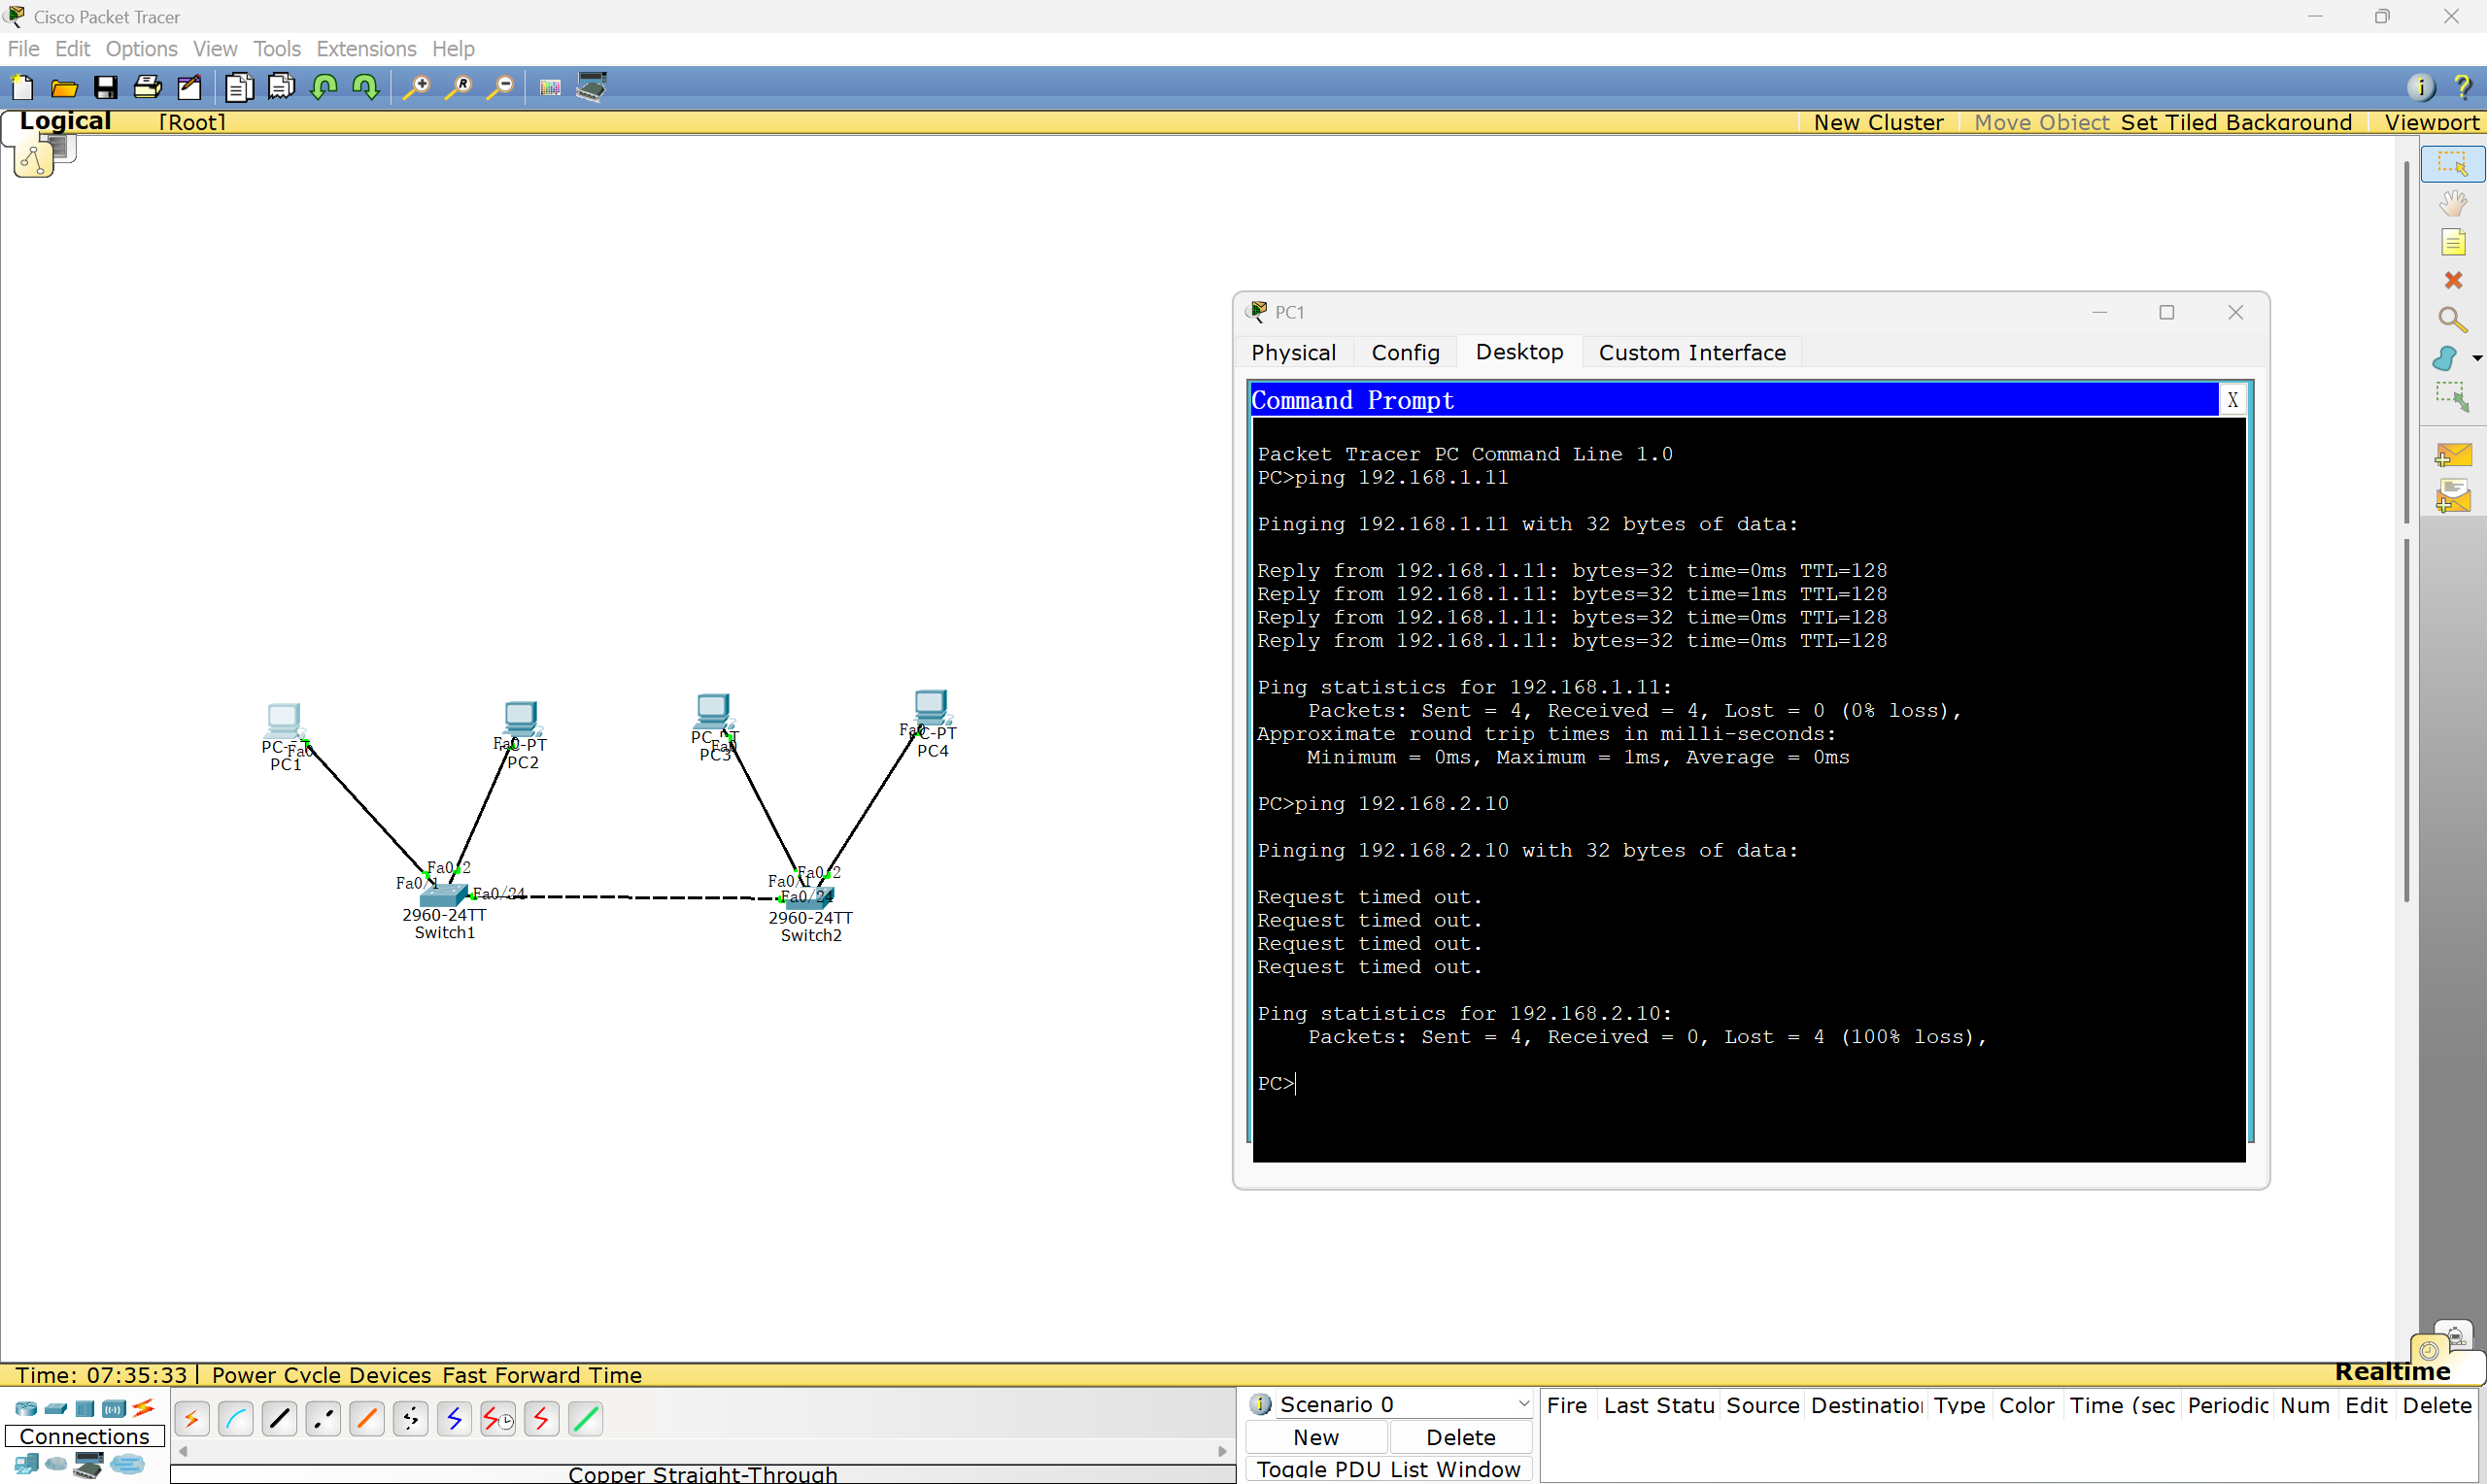 Cisco Packet Tracer
File Edit Options View Tools Extensions Help
Logical [Root] New Cluster Move Object Set Tiled Background Viewport
PC1
Physical Config Desktop Custom Interface
Command Prompt X
Packet Tracer PC Command Line 1.0
PC>ping 192.168.1.11
Pinging 192.168.1.11 with 32 bytes of data:
Reply from 192.168.1.11: bytes=32 time=0ms TTL=128
Reply from 192.168.1.11: bytes=32 time=1ms TTL=128
Reply from 192.168.1.11: bytes=32 time=0ms TTL=128
Reply from 192.168.1.11: bytes=32 time=0ms TTL=128
Ping statistics for 192.168.1.11:
Packets: Sent = 4, Received = 4, Lost = 0 (0% loss),
Approximate round trip times in milli-seconds:
Minimum = 0ms, Maximum = 1ms, Average = 0ms
PC>ping 192.168.2.10
Pinging 192.168.2.10 with 32 bytes of data:
Request timed out.
Request timed out.
Request timed out.
Request timed out.
Ping statistics for 192.168.2.10:
Packets: Sent = 4, Received = 0, Lost = 4 (100% loss),
PC>
Fa0
PC1
Fa0
PC2
Fa0
PC3
Fa0
PC4
Fa0/1
Fa0/2
Fa0/24
2960-24TT
Switch1
Fa0/1
Fa0/2
Fa0/24
2960-24TT
Switch2
Time: 07:35:33 Power Cycle Devices Fast Forward Time Realtime
Connections
Copper Straight-Through
Scenario 0
New Delete
Toggle PDU List Window
Fire Last Statu Source Destination Type Color Time (sec Periodic Num Edit Delete